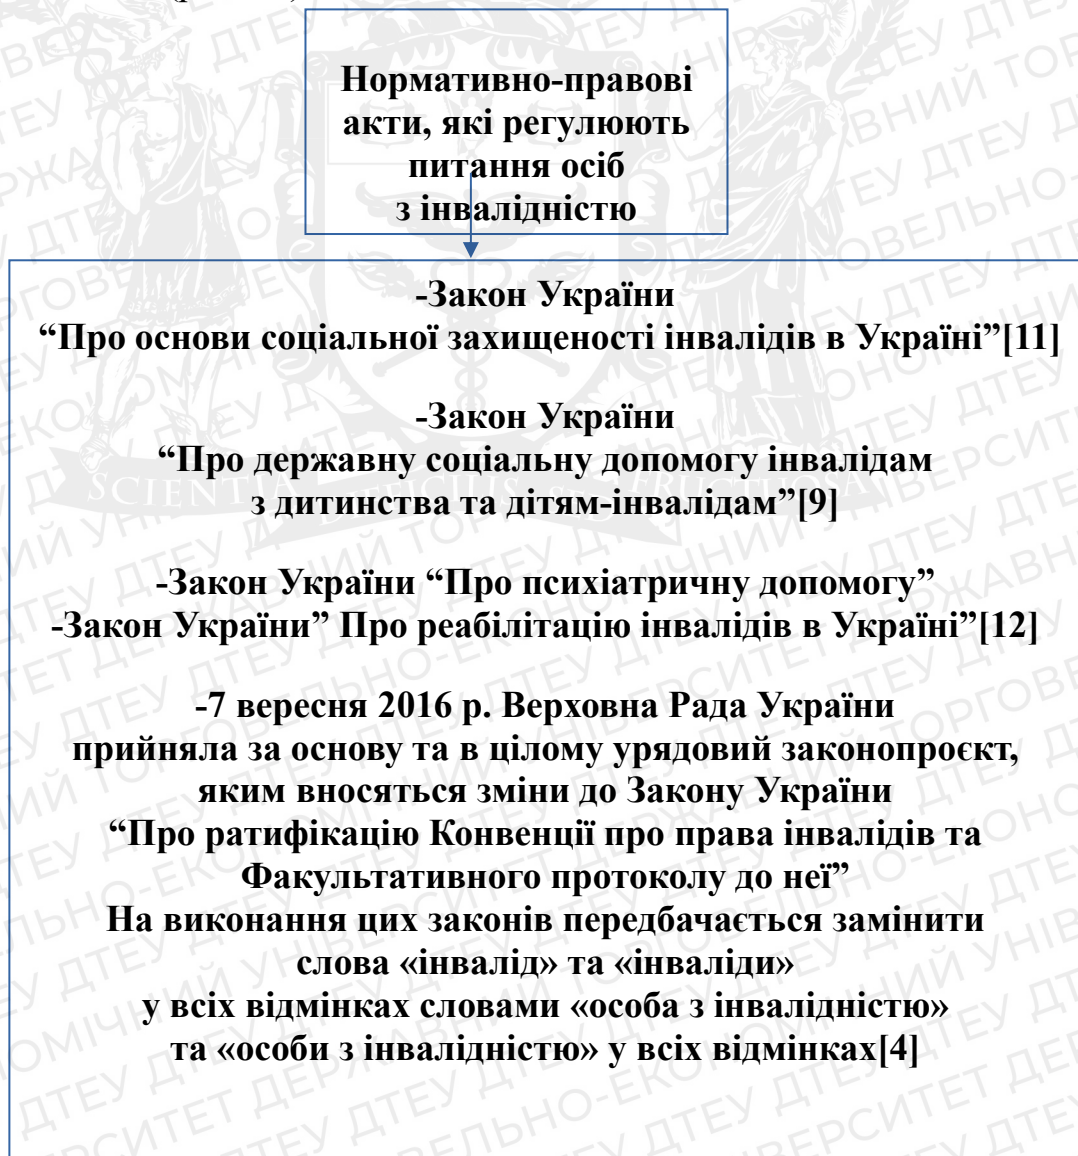 Нормативно-правові
акти, які регулюють
питання осіб
з інвалідністю
-Закон України
“Про основи соціальної захищеності інвалідів в Україні”[11]
-Закон України
“Про державну соціальну допомогу інвалідам
з дитинства та дітям-інвалідам”[9]
-Закон України “Про психіатричну допомогу”
-Закон України” Про реабілітацію інвалідів в Україні”[12]
-7 вересня 2016 р. Верховна Рада України
прийняла за основу та в цілому урядовий законопроєкт,
яким вносяться зміни до Закону України
“Про ратифікацію Конвенції про права інвалідів та
Факультативного протоколу до неї”
На виконання цих законів передбачається замінити
слова «інвалід» та «інваліди»
у всіх відмінках словами «особа з інвалідністю»
та «особи з інвалідністю» у всіх відмінках[4]